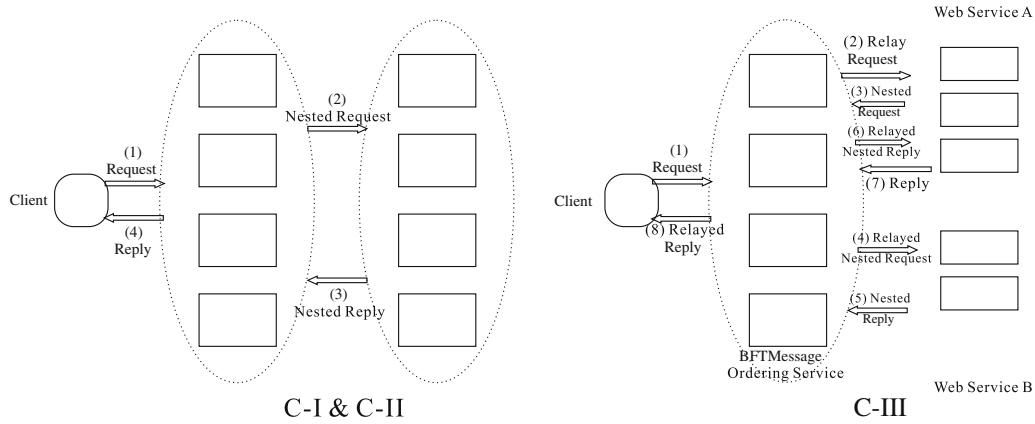 (2)
Nested Request
(1)
Request
Client
(4)
Reply
(3)
Nested Reply
C-I & C-II
Web Service A
(2) Relay
Request
(3) Nested
Request
(6) Relayed
Nested Reply
(7) Reply
(1)
Request
Client
(8) Relayed
Reply
(4) Relayed
Nested Request
(5) Nested
Reply
BFTMessage
Ordering Service
Web Service B
C-III